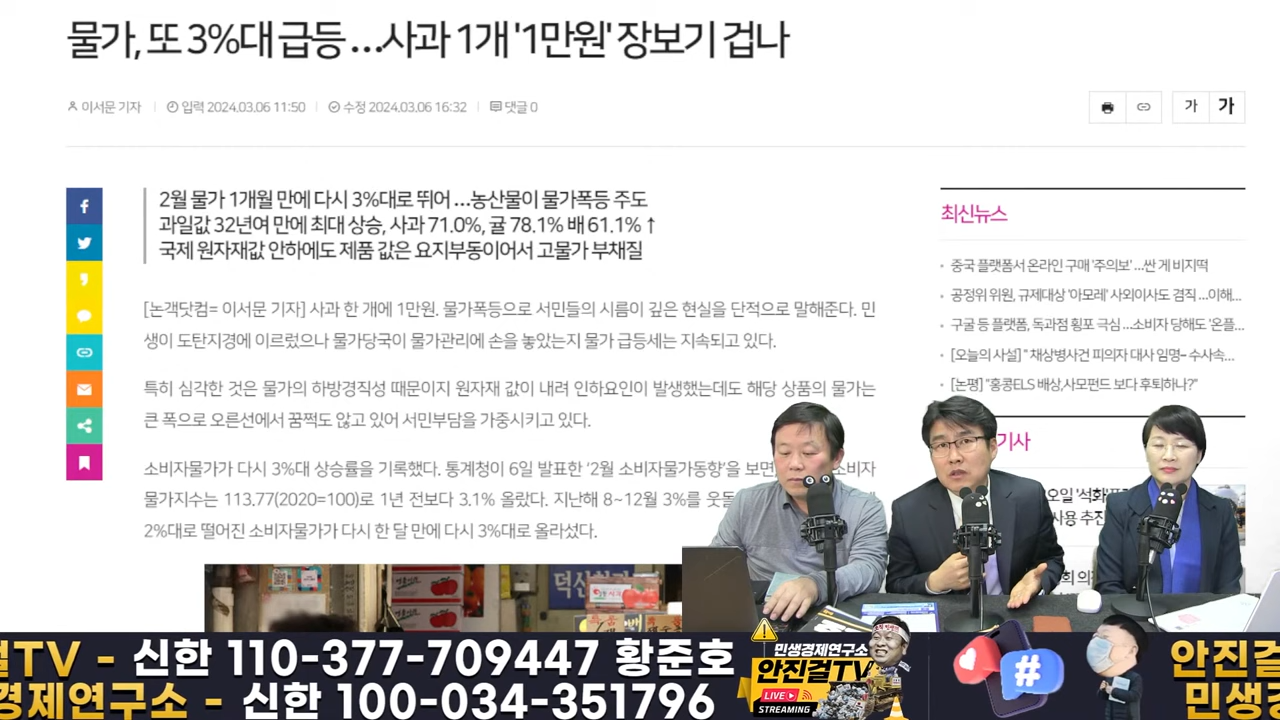 물가, 또 3%대 급등 …사과 1개 '1만원' 장보기 겁나
이서문 기자 | 입력 2024.03.06 11:50 | 수정 2024.03.06 16:32 | 댓글 0
가 가
2월 물가 1개월 만에 다시 3%대로 뛰어 …농산물이 물가폭등 주도
과일값 32년여 만에 최대 상승, 사과 71.0%, 귤 78.1% 배 61.1% ↑
국제 원자재값 안하에도 제품 값은 요지부동이어서 고물가 부채질
[논객닷컴= 이서문 기자] 사과 한 개에 1만원. 물가폭등으로 서민들의 시름이 깊은 현실을 단적으로 말해준다. 민
생이 도탄지경에 이르렀으나 물가당국이 물가관리에 손을 놓았는지 물가 급등세는 지속되고 있다.
특히 심각한 것은 물가의 하방경직성 때문이지 원자재 값이 내려 인하요인이 발생했는데도 해당 상품의 물가는
큰 폭으로 오른선에서 꿈쩍도 않고 있어 서민부담을 가중시키고 있다.
소비자물가가 다시 3%대 상승률을 기록했다. 통계청이 6일 발표한 '2월 소비자물가동향'을 보면 소비자
물가지수는 113.77(2020=100)로 1년 전보다 3.1% 올랐다. 지난해 8~12월 3%를 웃돌
2%대로 떨어진 소비자물가가 다시 한 달 만에 다시 3%대로 올라섰다.
최신뉴스
중국 플랫폼서 온라인 구매 '주의보' …싼 게 비지떡
공정위 위원, 규제대상 '아모레' 사외이사도 겸직 …이해...
구굴 등 플랫폼, 독과점 횡포 극심 …소비자 당해도 '온플...
[오늘의 사설] " 채상병사건 피의자 대사 임명– 수사속...
[논평] "홍콩ELS 배상,사모펀드 보다 후퇴하나?"
기사
오일 '석화'
사용 추진
회 의
덕신
걸TV - 신한 110-377-709447 황준호
경제연구소 - 신한 100-034-351796
민생경제연구소
안진걸TV
LIVE
STREAMING
#
안진걸
민생경